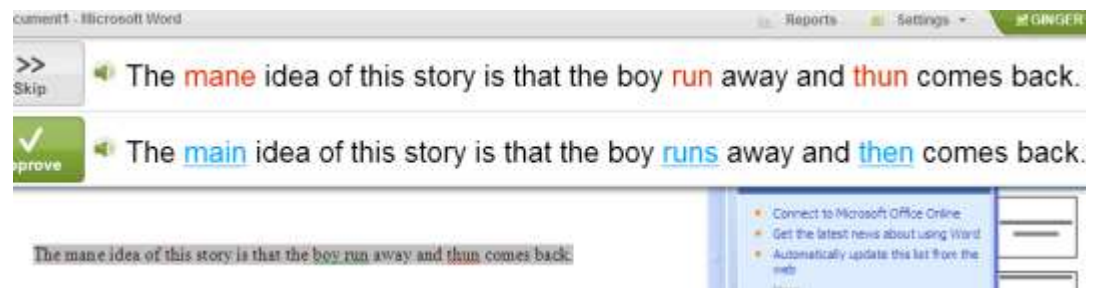 cument1 - Microsoft Word Reports Settings GINGER
>>
Skip
The mane idea of this story is that the boy run away and thun comes back.
pprove
The main idea of this story is that the boy runs away and then comes back.
Connect to Microsoft Office Online
Get the latest news about using Word
Automatically update this list from the
web
The mane idea of this story is that the boy run away and thun comes back.